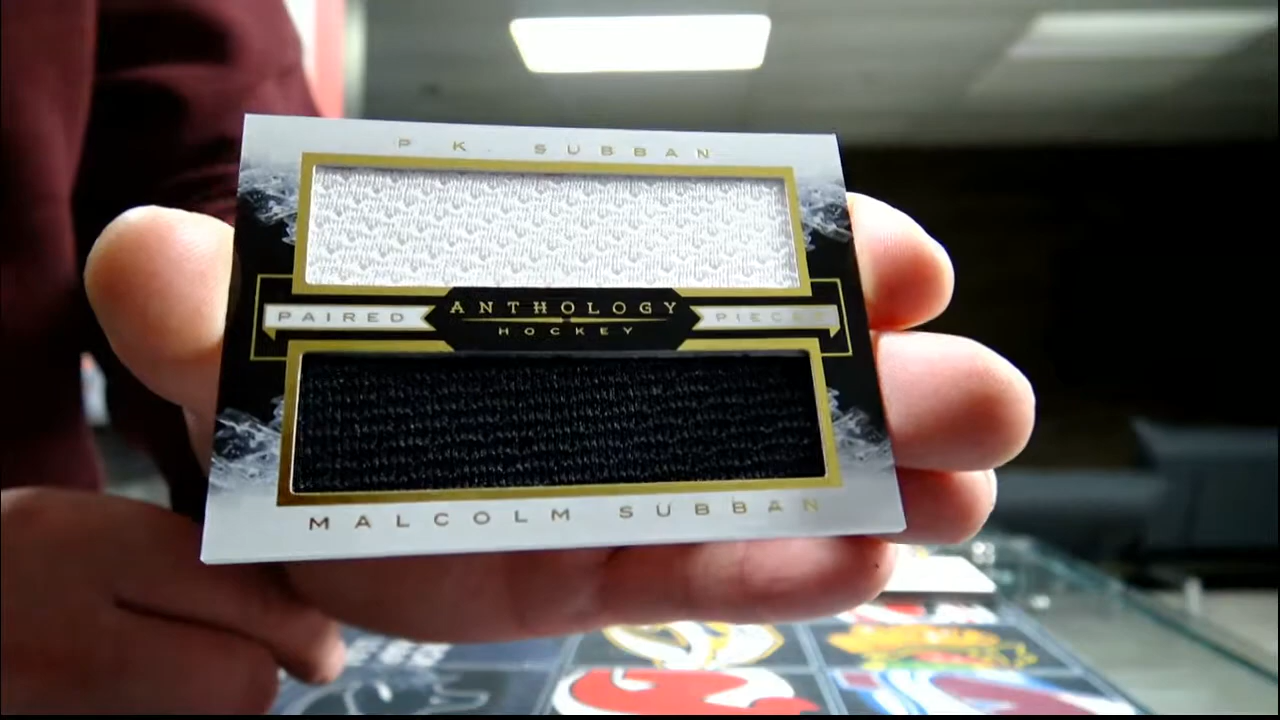 P K SUBBAN
ANTHOLOGY
PAIRED PIECES
HOCKEY
MALCOLM SUBBAN